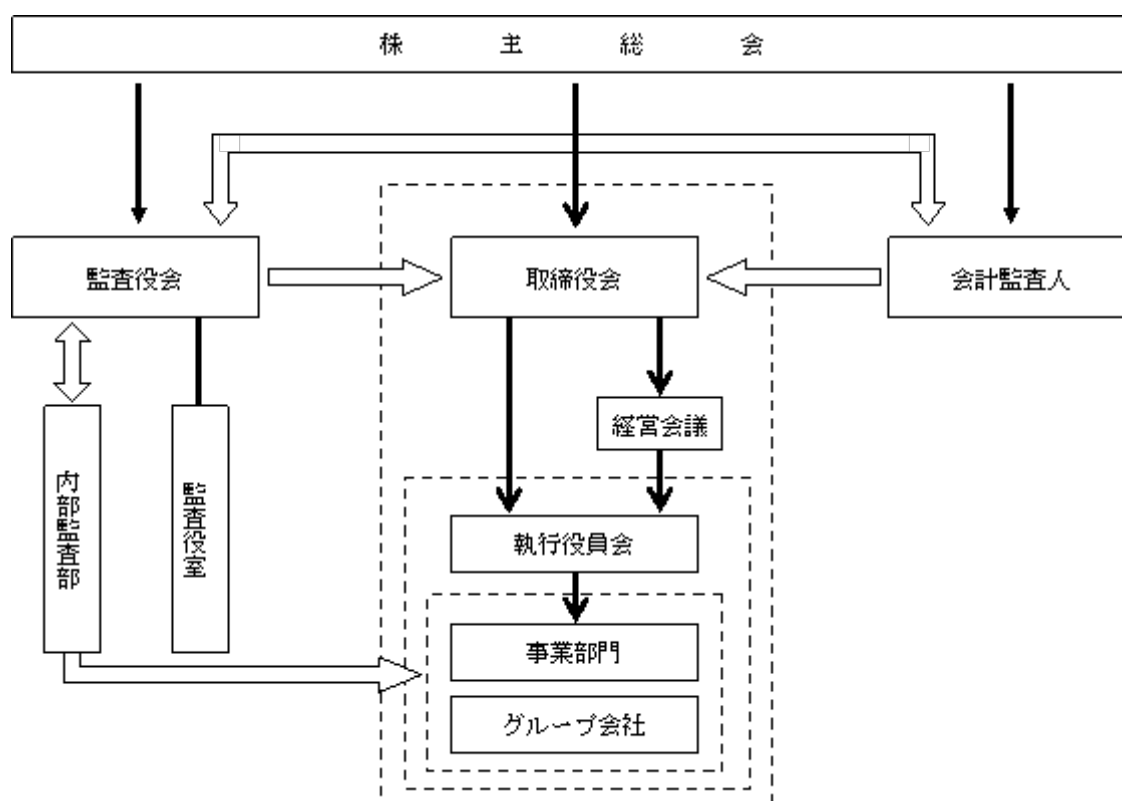 株主総会
監査役会
取締役会
会計監査人
経営会議
内部監査部
監査役室
執行役員会
事業部門
グループ会社